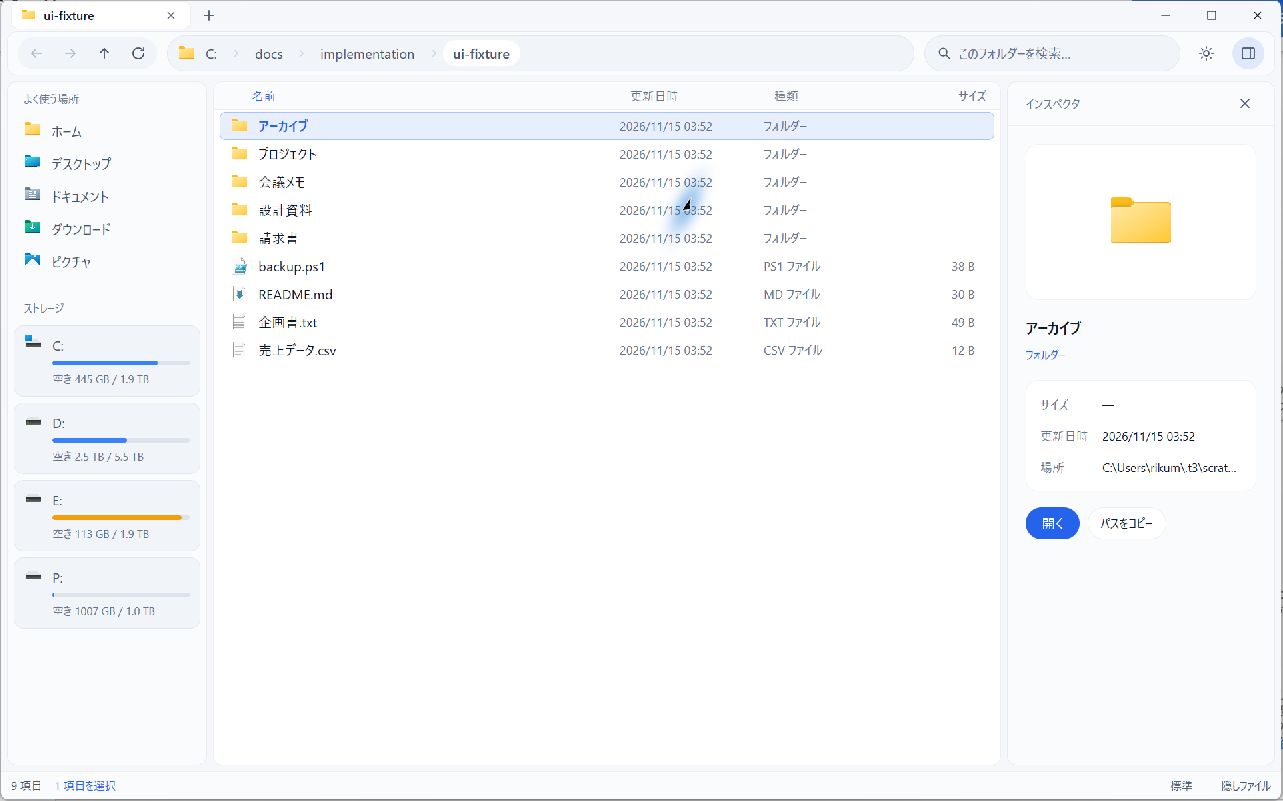 ui-fixture
C: docs implementation ui-fixture
このフォルダーを検索...
よく使う場所
ホーム
デスクトップ
ドキュメント
ダウンロード
ピクチャ
ストレージ
C:
空き 445 GB / 1.9 TB
D:
空き 2.5 TB / 5.5 TB
E:
空き 113 GB / 1.9 TB
P:
空き 1007 GB / 1.0 TB
名前 更新日時 種類 サイズ
アーカイブ 2026/11/15 03:52 フォルダー
プロジェクト 2026/11/15 03:52 フォルダー
会議メモ 2026/11/15 03:52 フォルダー
設計資料 2026/11/15 03:52 フォルダー
請求書 2026/11/15 03:52 フォルダー
backup.ps1 2026/11/15 03:52 PS1 ファイル 38 B
README.md 2026/11/15 03:52 MD ファイル 30 B
企画書.txt 2026/11/15 03:52 TXT ファイル 49 B
売上データ.csv 2026/11/15 03:52 CSV ファイル 12 B
インスペクタ
アーカイブ
フォルダー
サイズ —
更新日時 2026/11/15 03:52
場所 C:\Users\rikum\.t3\scrat...
開く パスをコピー
9 項目 1 項目を選択 標準 隠しファイル